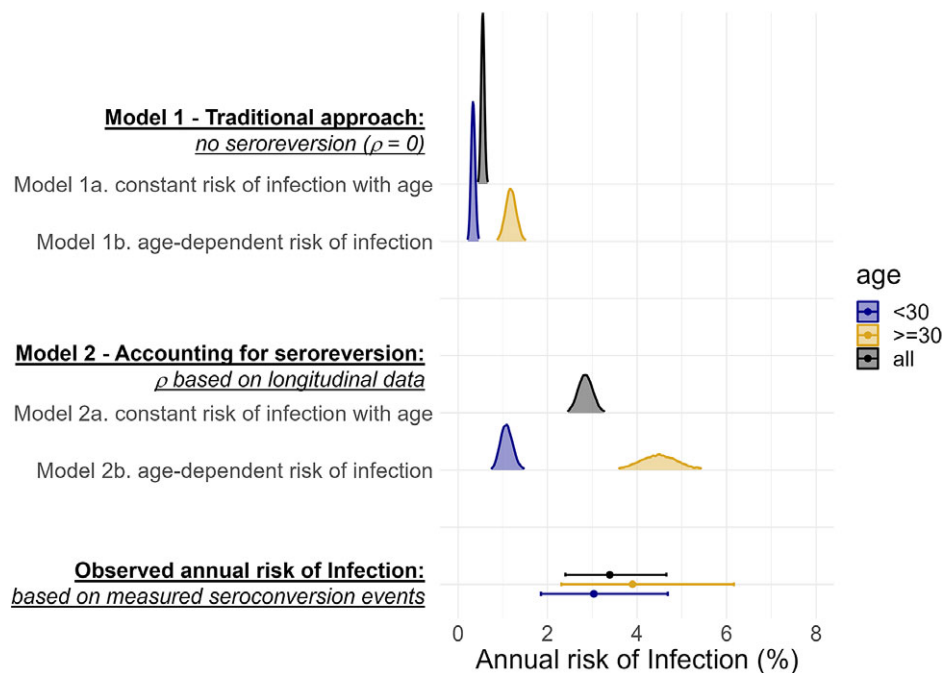 Model 1 - Traditional approach:
no seroreversion (ρ = 0)
Model 1a. constant risk of infection with age
Model 1b. age-dependent risk of infection
Model 2 - Accounting for seroreversion:
ρ based on longitudinal data
Model 2a. constant risk of infection with age
Model 2b. age-dependent risk of infection
Observed annual risk of Infection:
based on measured seroconversion events
0 2 4 6 8
Annual risk of Infection (%)
age
<30
>=30
all